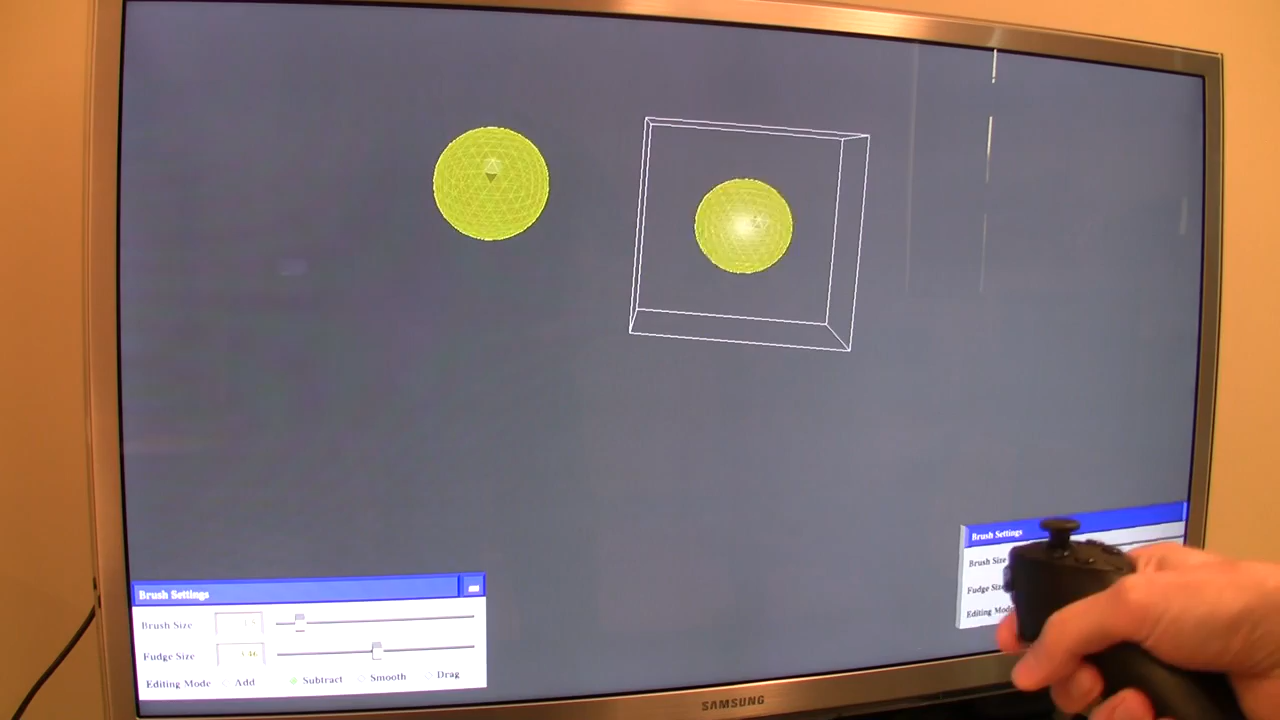 Brush Settings
Brush Size
Fudge Size
Editing Mode Add Subtract Smooth Drag
Brush Settings
Brush Size
Fudge Size
Editing Mode
SAMSUNG